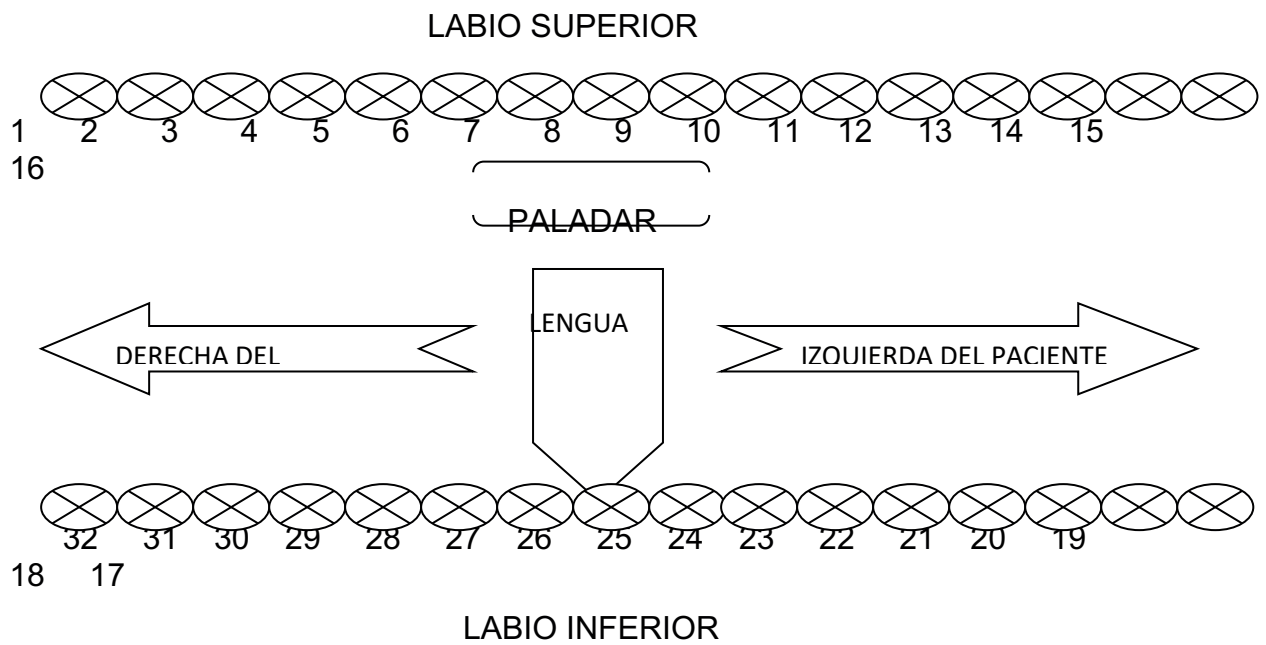 LABIO SUPERIOR
1 2 3 4 5 6 7 8 9 10 11 12 13 14 15
16
PALADAR
LENGUA
DERECHA DEL
IZQUIERDA DEL PACIENTE
32 31 30 29 28 27 26 25 24 23 22 21 20 19
18 17
LABIO INFERIOR